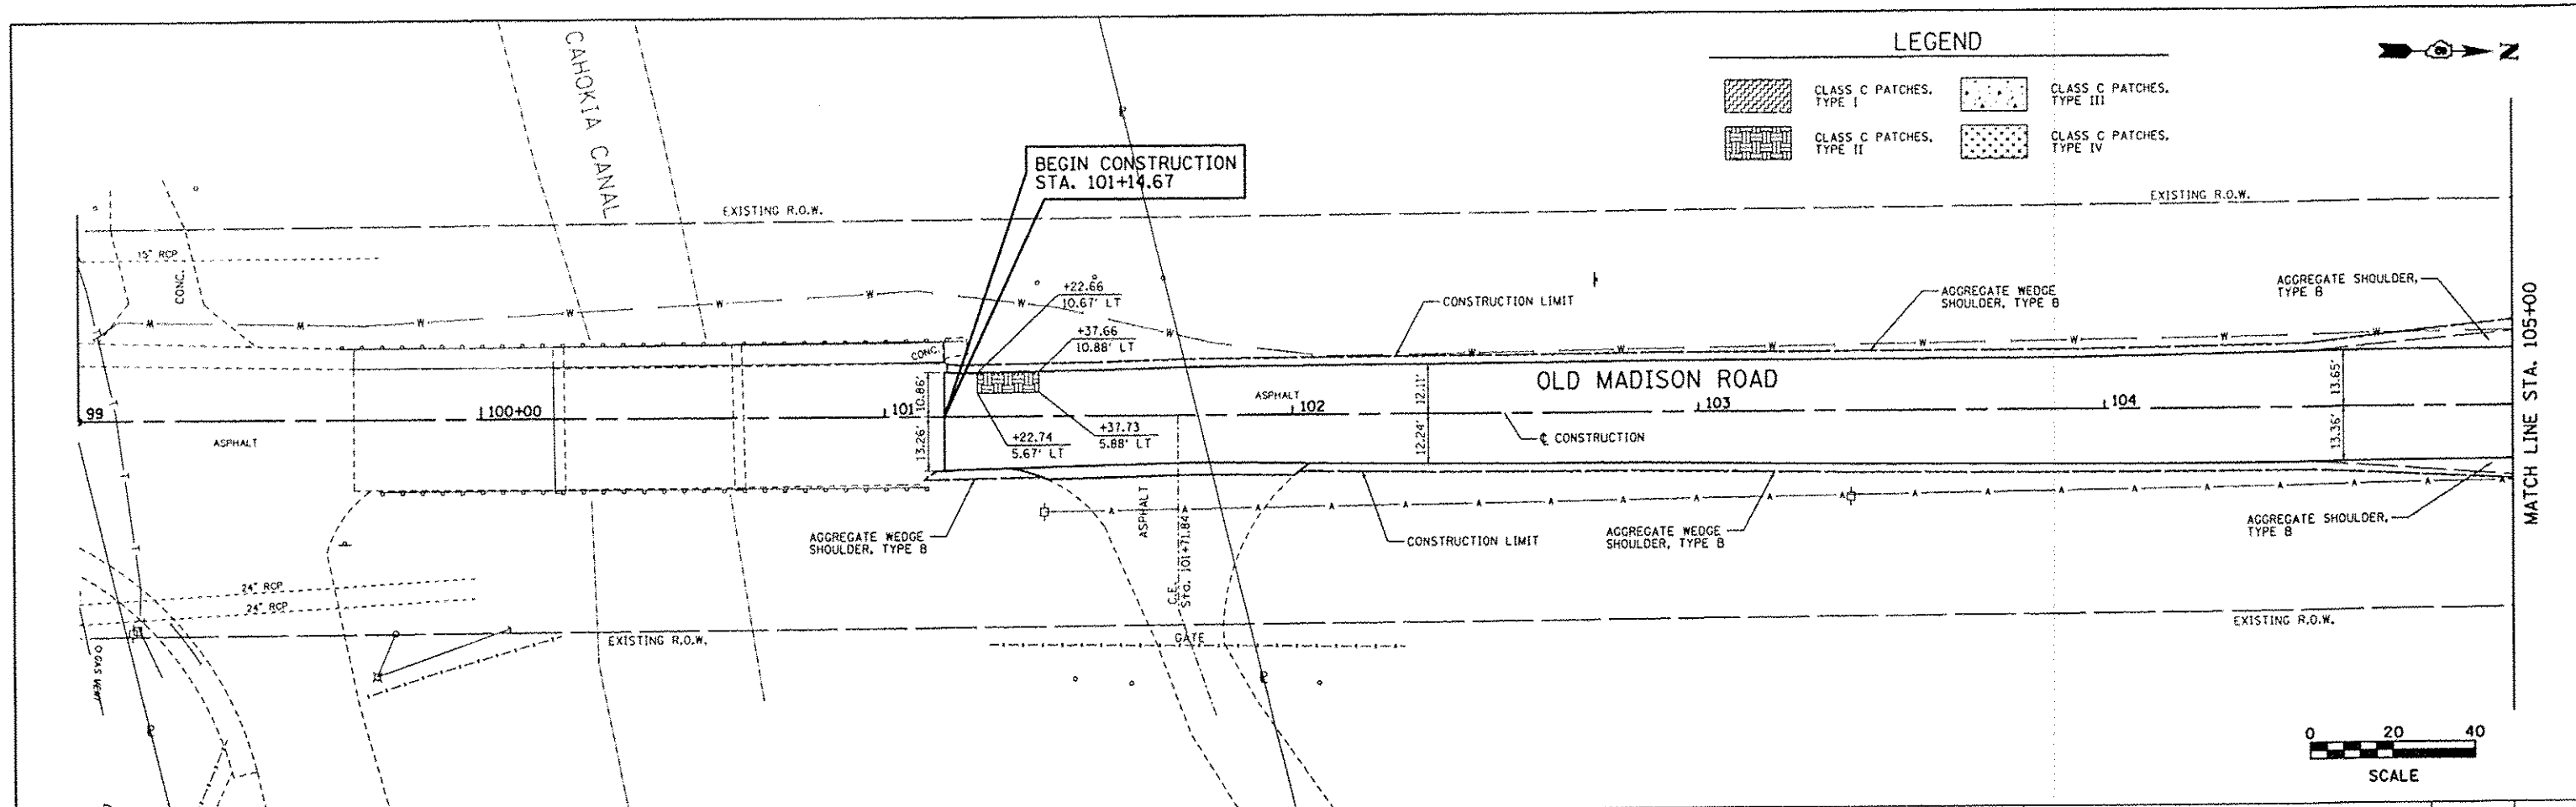 LEGEND
CLASS C PATCHES,
TYPE I
CLASS C PATCHES,
TYPE III
CLASS C PATCHES,
TYPE II
CLASS C PATCHES,
TYPE IV
N
CAHOKIA CANAL
BEGIN CONSTRUCTION
STA. 101+14.67
EXISTING R.O.W.
EXISTING R.O.W.
15" RCP
CONC.
W W W W W W W W W W W W W
+22.66
10.67' LT
+37.66
10.88' LT
CONSTRUCTION LIMIT
AGGREGATE WEDGE
SHOULDER, TYPE B
AGGREGATE SHOULDER,
TYPE B
CONC.
OLD MADISON ROAD
99
100+00
101
102
103
104
ASPHALT
ASPHALT
10.86'
13.26'
12.11'
12.24'
13.65'
13.36'
+22.74
5.67' LT
+37.73
5.88' LT
℄ CONSTRUCTION
MATCH LINE STA. 105+00
AGGREGATE WEDGE
SHOULDER, TYPE B
ASPHALT
C.E.
Sta. 101+71.84
A A A A A A A A A A A A A A A A A A A
CONSTRUCTION LIMIT
AGGREGATE WEDGE
SHOULDER, TYPE B
AGGREGATE SHOULDER,
TYPE B
24" RCP
24" RCP
EXISTING R.O.W.
GATE
EXISTING R.O.W.
GAS VENT
0 20 40
SCALE